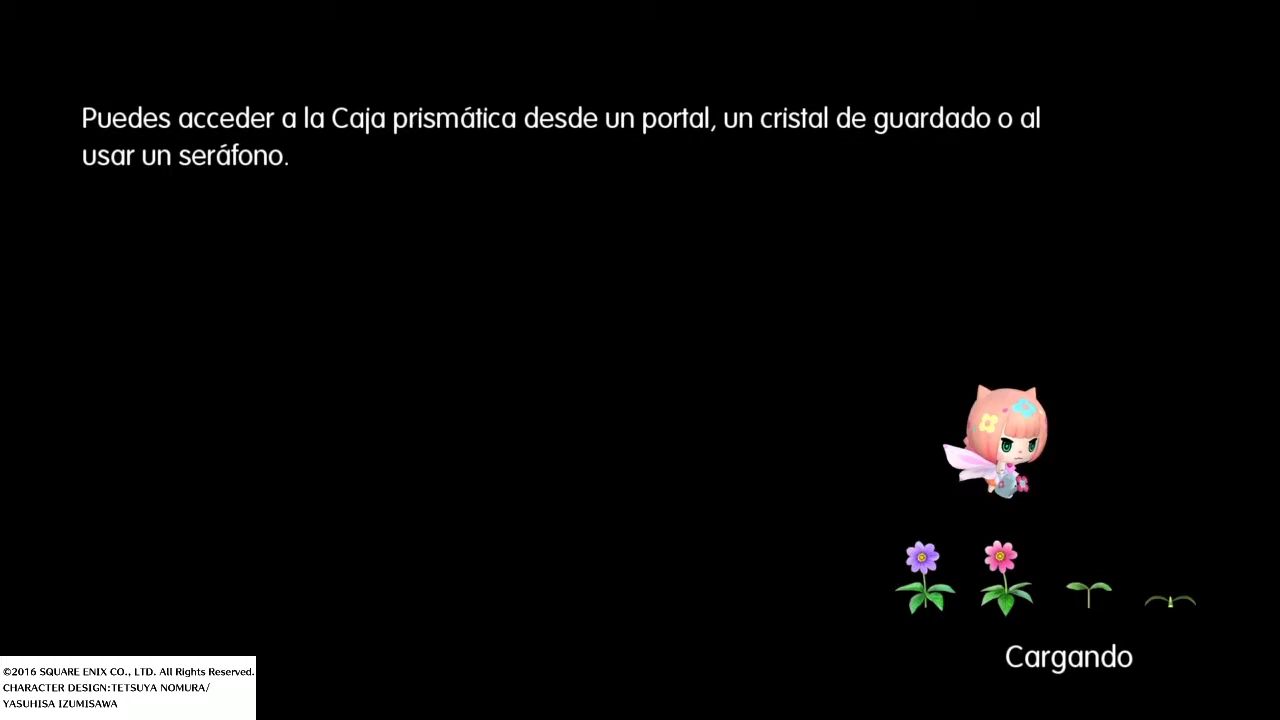 Puedes acceder a la Caja prismática desde un portal, un cristal de guardado o al
usar un seráfono.
Cargando
©2016 SQUARE ENIX CO., LTD. All Rights Reserved.
CHARACTER DESIGN:TETSUYA NOMURA/
YASUHISA IZUMISAWA